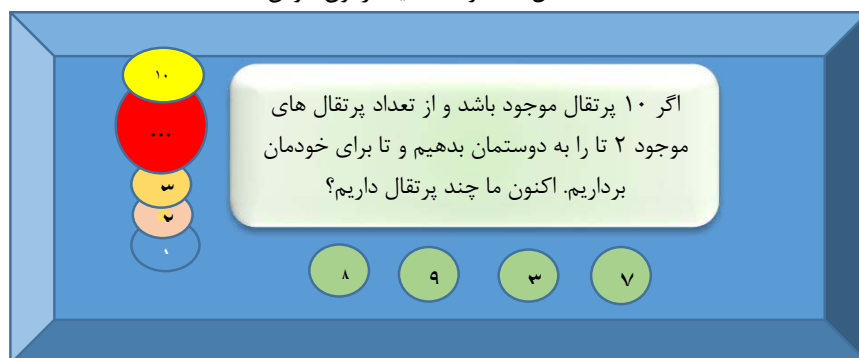 ۱۰
...
۳
۲
۱
اگر ۱۰ پرتقال موجود باشد و از تعداد پرتقال های
موجود ۲ تا را به دوستمان بدهیم و تا برای خودمان
برداریم. اکنون ما چند پرتقال داریم؟
۷ ۳ ۹ ۸